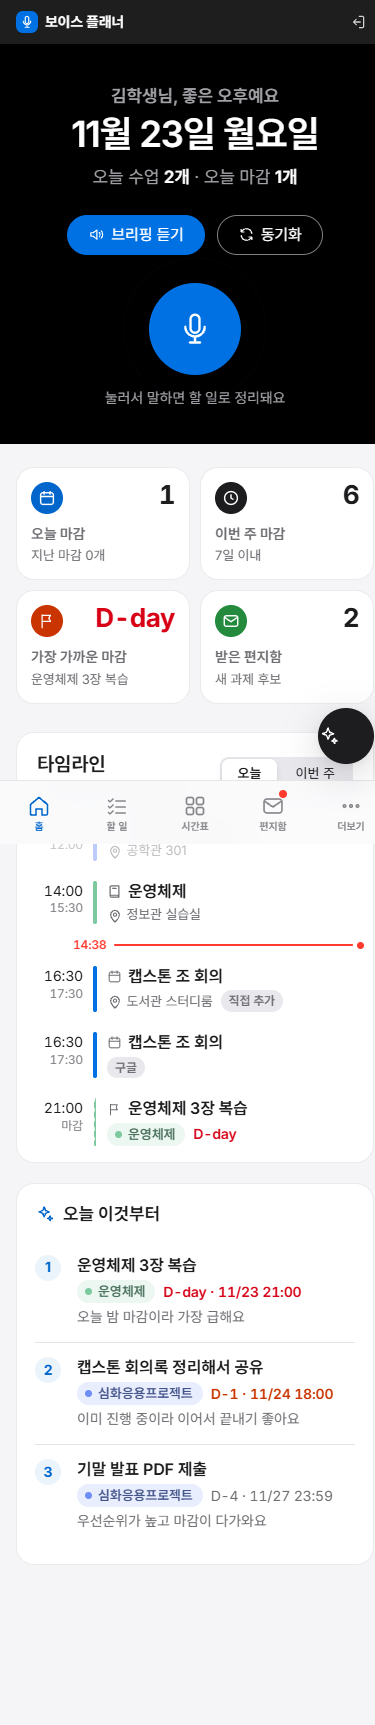 보이스 플래너
김학생님, 좋은 오후예요
11월 23일 월요일
오늘 수업 2개 · 오늘 마감 1개
브리핑 듣기
동기화
눌러서 말하면 할 일로 정리돼요
1
오늘 마감
지난 마감 0개
6
이번 주 마감
7일 이내
D-day
가장 가까운 마감
운영체제 3장 복습
2
받은 편지함
새 과제 후보
타임라인
오늘 이번 주
홈 할 일 시간표 편지함 더보기
12:00 공학관 301
14:00 운영체제
15:30 정보관 실습실
14:38
16:30 캡스톤 조 회의
17:30 도서관 스터디룸 직접 추가
16:30 캡스톤 조 회의
17:30 구글
21:00 운영체제 3장 복습
마감 운영체제 D-day
오늘 이것부터
1 운영체제 3장 복습
운영체제 D-day · 11/23 21:00
오늘 밤 마감이라 가장 급해요
2 캡스톤 회의록 정리해서 공유
심화응용프로젝트 D-1 · 11/24 18:00
이미 진행 중이라 이어서 끝내기 좋아요
3 기말 발표 PDF 제출
심화응용프로젝트 D-4 · 11/27 23:59
우선순위가 높고 마감이 다가와요